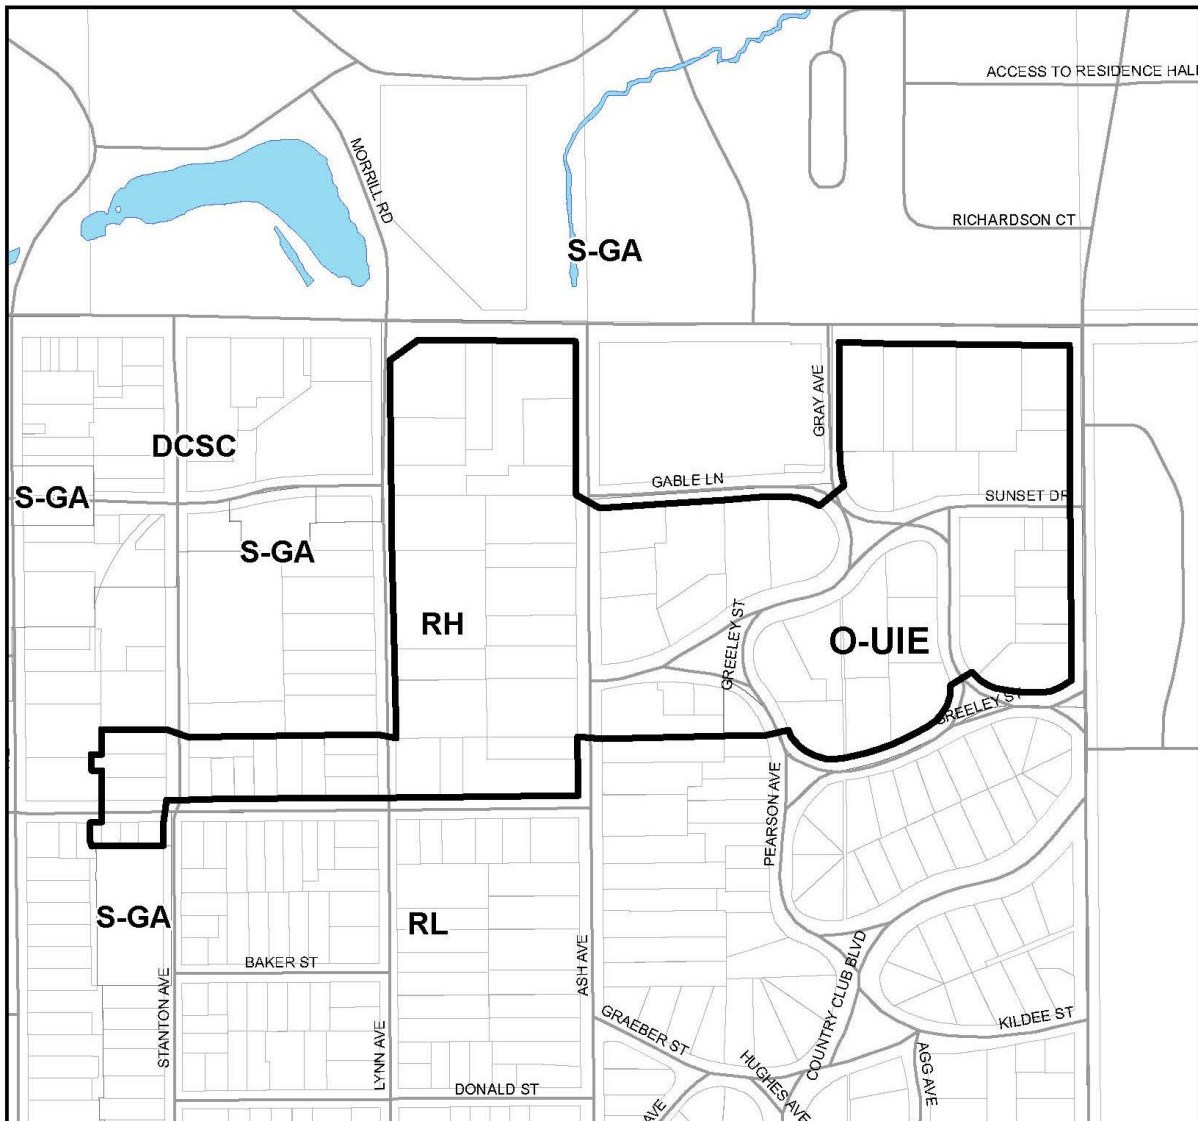 ACCESS TO RESIDENCE HALL
MORRILL RD
RICHARDSON CT
S-GA
GRAY AVE
DCSC
S-GA
GABLE LN
SUNSET DR
S-GA
RH
GREELEY ST
O-UIE
GREELEY ST
PEARSON AVE
S-GA
RL
BAKER ST
ASH AVE
COUNTRY CLUB BLVD
STANTON AVE
LYNN AVE
GRAEBER ST
KILDEE ST
HUGHES AVE
AGG AVE
DONALD ST
AVE